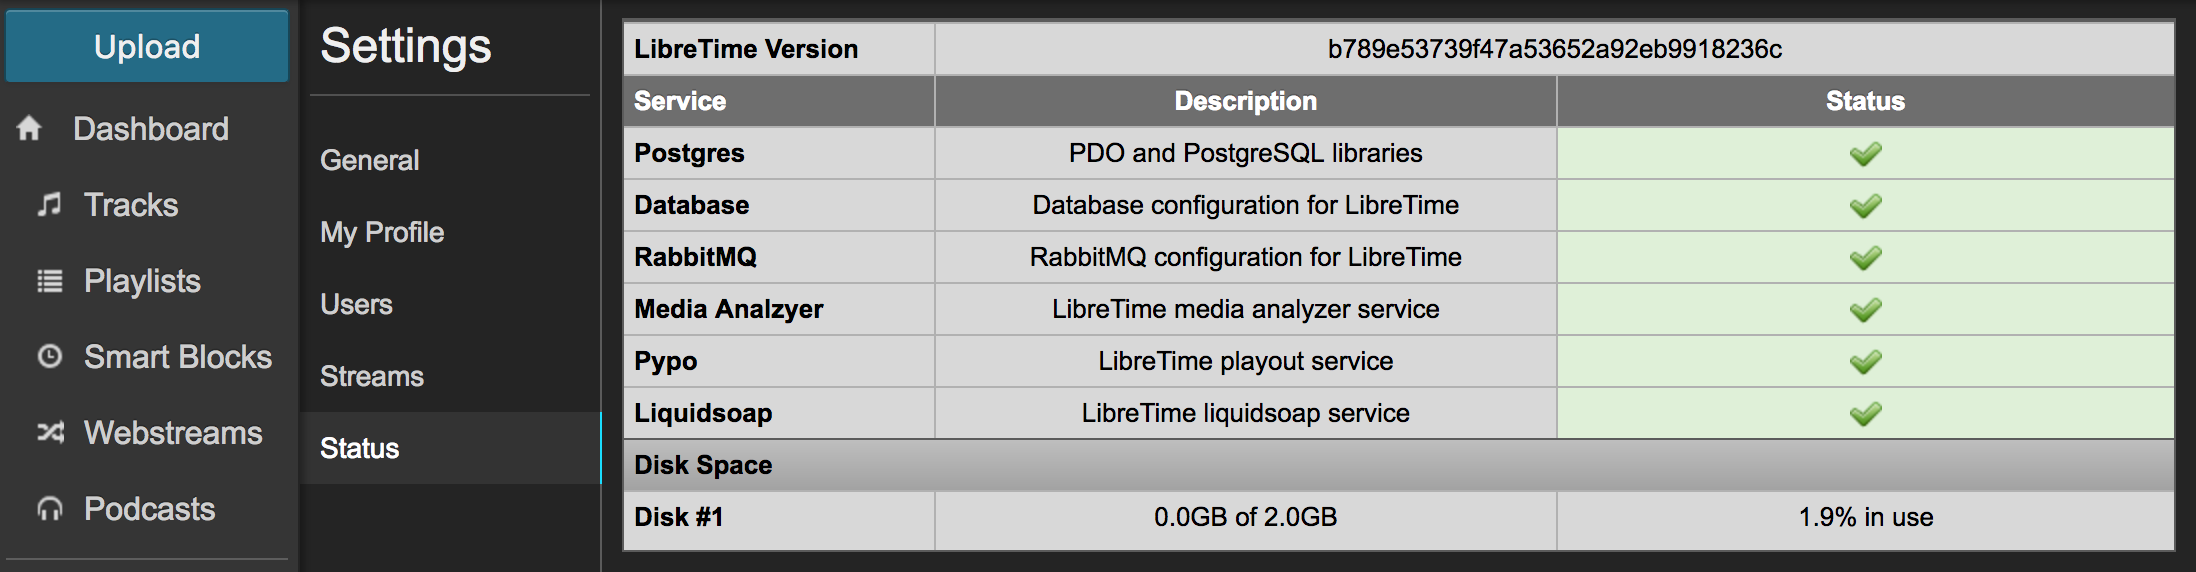 Upload
Dashboard
Tracks
Playlists
Smart Blocks
Webstreams
Podcasts
Settings
General
My Profile
Users
Streams
Status
LibreTime Version b789e53739f47a53652a92eb9918236c
Service Description Status
Postgres PDO and PostgreSQL libraries
Database Database configuration for LibreTime
RabbitMQ RabbitMQ configuration for LibreTime
Media Analzyer LibreTime media analyzer service
Pypo LibreTime playout service
Liquidsoap LibreTime liquidsoap service
Disk Space
Disk #1 0.0GB of 2.0GB 1.9% in use